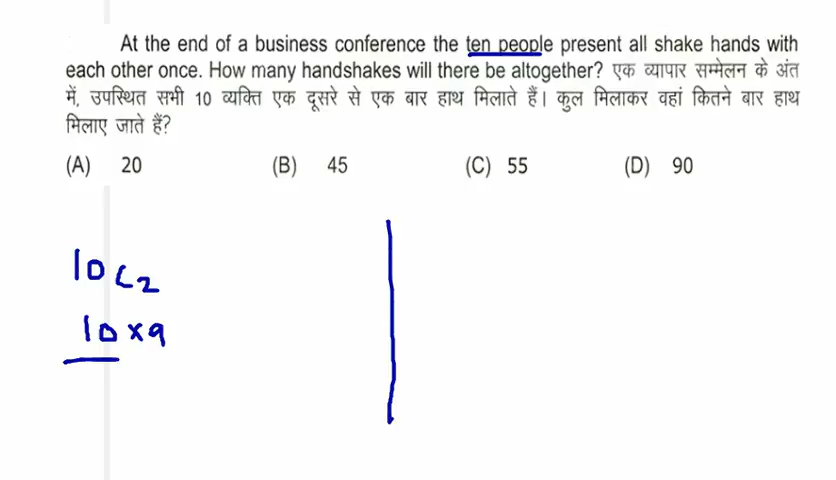 At the end of a business conference the ten people present all shake hands with
each other once. How many handshakes will there be altogether? एक व्यापार सम्मेलन के अंत
में, उपस्थित सभी 10 व्यक्ति एक दूसरे से एक बार हाथ मिलाते हैं। कुल मिलाकर वहां कितने बार हाथ
मिलाए जाते हैं?
(A) 20 (B) 45 (C) 55 (D) 90
10 C 2
10 x 9